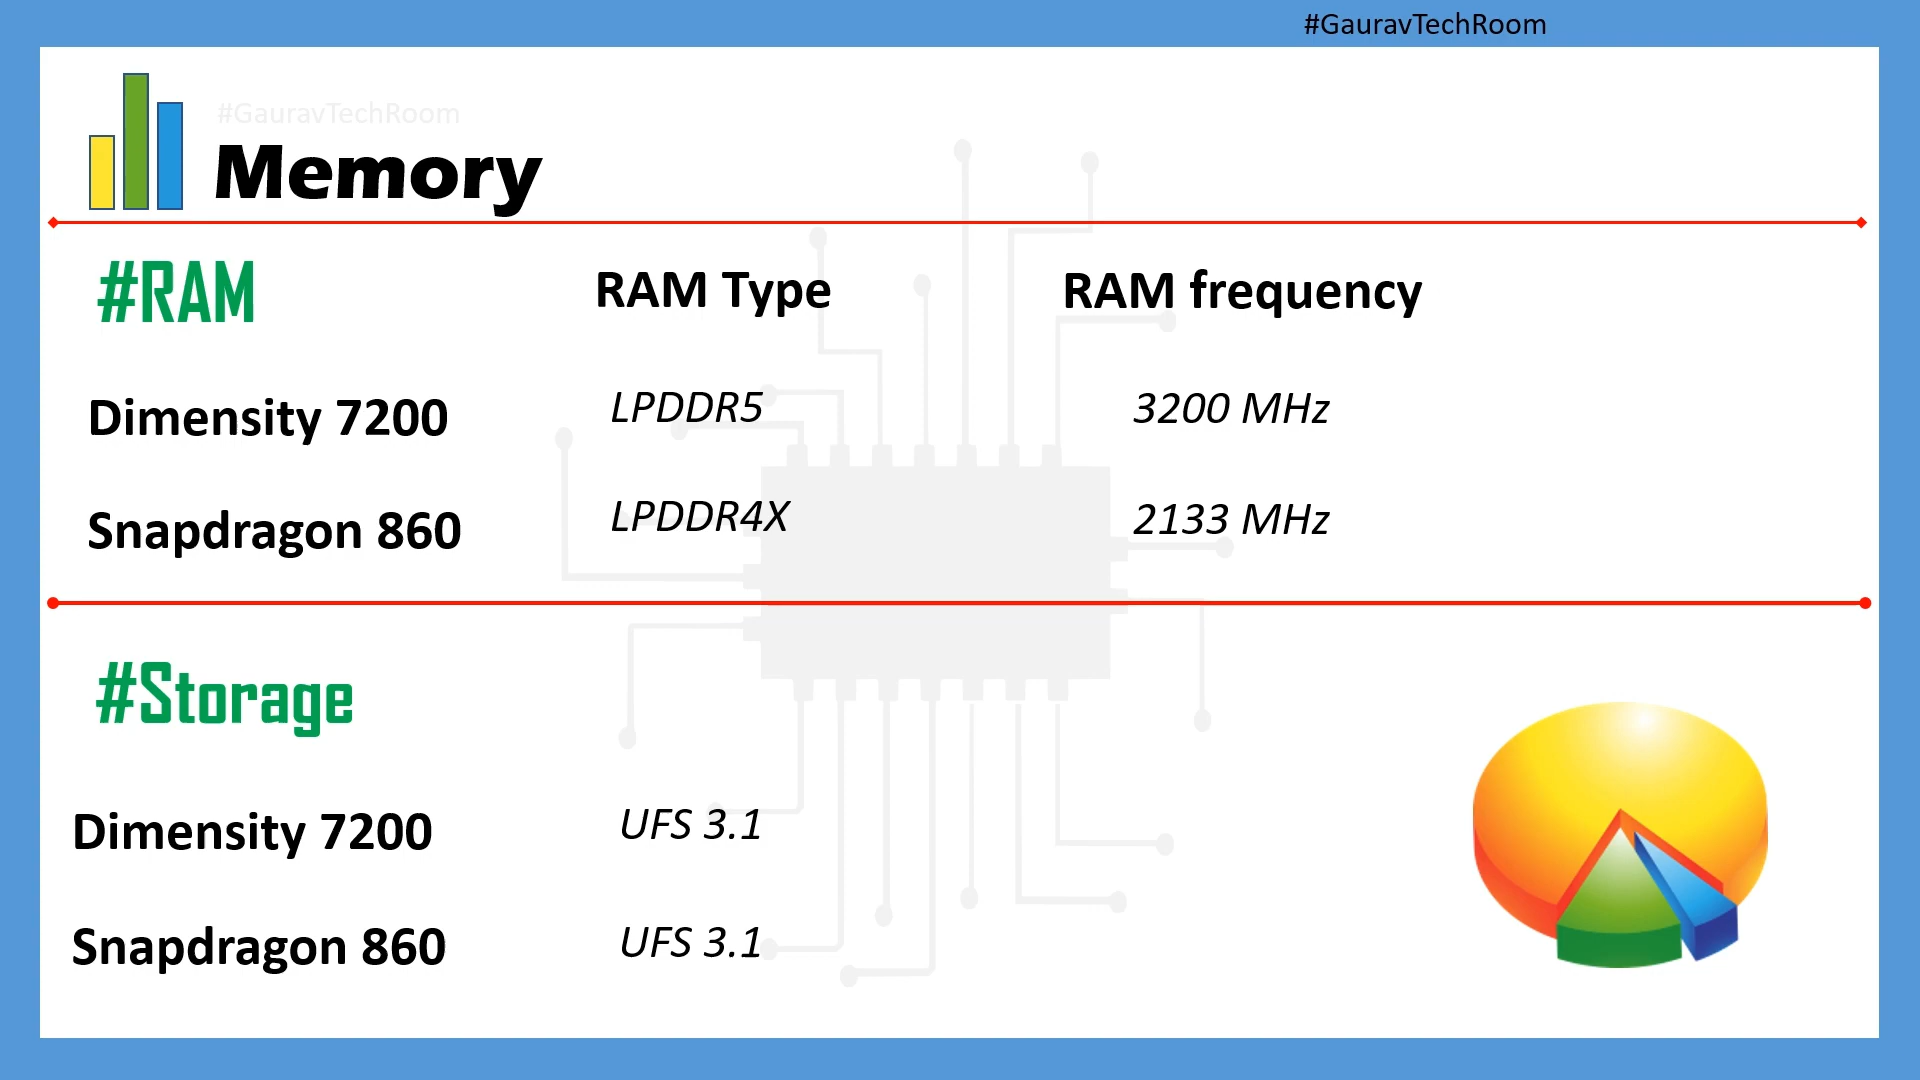 #GauravTechRoom
#GauravTechRoom
Memory
#RAM RAM Type RAM frequency
Dimensity 7200 LPDDR5 3200 MHz
Snapdragon 860 LPDDR4X 2133 MHz
#Storage
Dimensity 7200 UFS 3.1
Snapdragon 860 UFS 3.1